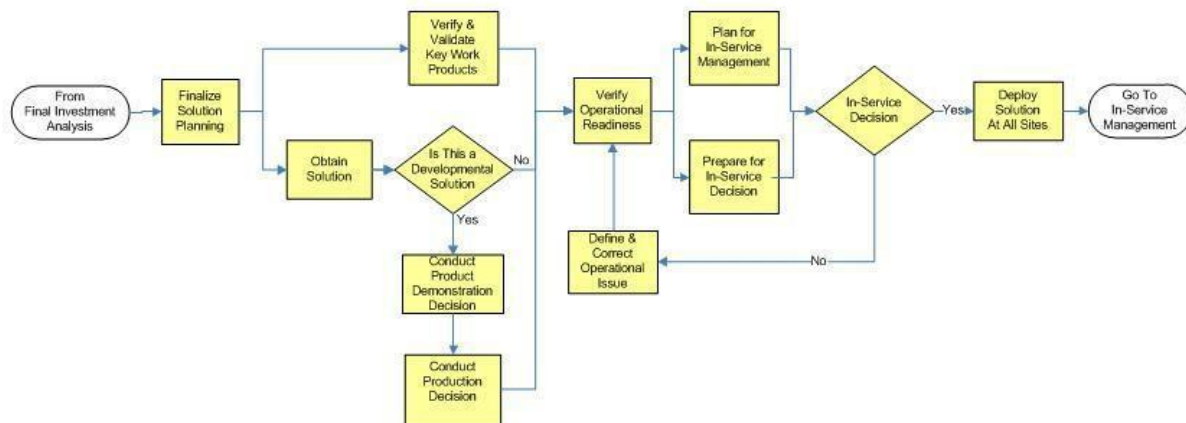 From
Final Investment
Analysis
Finalize
Solution
Planning
Verify &
Validate
Key Work
Products
Obtain
Solution
Is This a
Developmental
Solution
No
Yes
Conduct
Product
Demonstration
Decision
Conduct
Production
Decision
Verify
Operational
Readiness
Plan for
In-Service
Management
Prepare for
In-Service
Decision
In-Service
Decision
Yes
No
Define &
Correct
Operational
Issue
Deploy
Solution
At All Sites
Go To
In-Service
Management